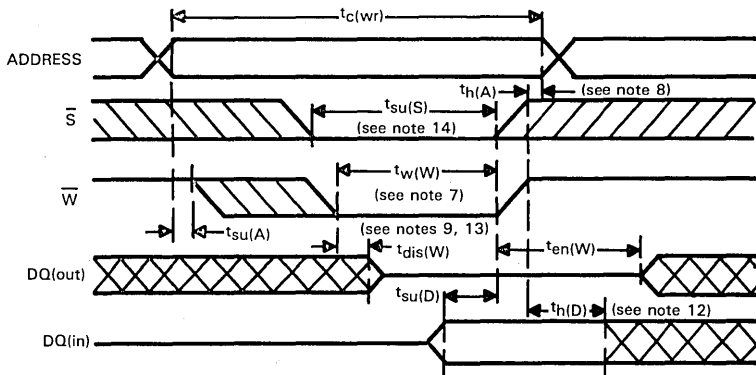 tc(wr)
ADDRESS
th(A)
(see note 8)
S
tsu(S)
(see note 14)
W
tw(W)
(see note 7)
(see notes 9, 13)
tsu(A)
tdis(W)
ten(W)
DQ(out)
tsu(D)
th(D)
(see note 12)
DQ(in)